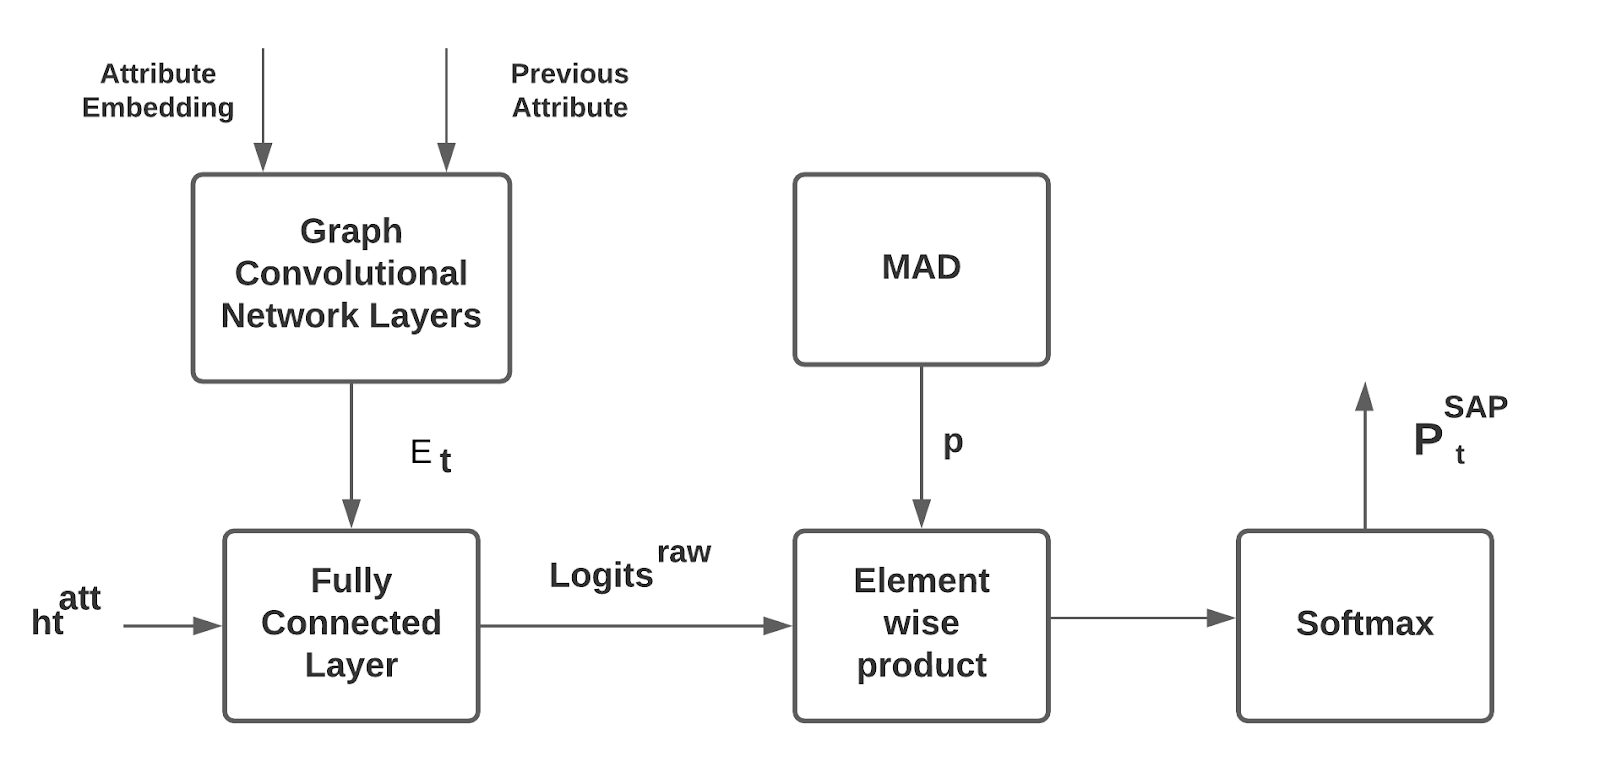 Attribute
Embedding
Previous
Attribute
Graph
Convolutional
Network Layers
MAD
E t
p
P t SAP
ht att
Fully
Connected
Layer
Logits raw
Element
wise
product
Softmax